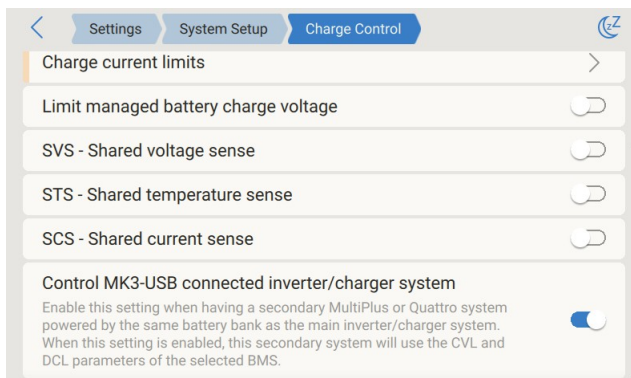 Settings
System Setup
Charge Control
Charge current limits
Limit managed battery charge voltage
SVS - Shared voltage sense
STS - Shared temperature sense
SCS - Shared current sense
Control MK3-USB connected inverter/charger system
Enable this setting when having a secondary MultiPlus or Quattro system
powered by the same battery bank as the main inverter/charger system.
When this setting is enabled, this secondary system will use the CVL and
DCL parameters of the selected BMS.